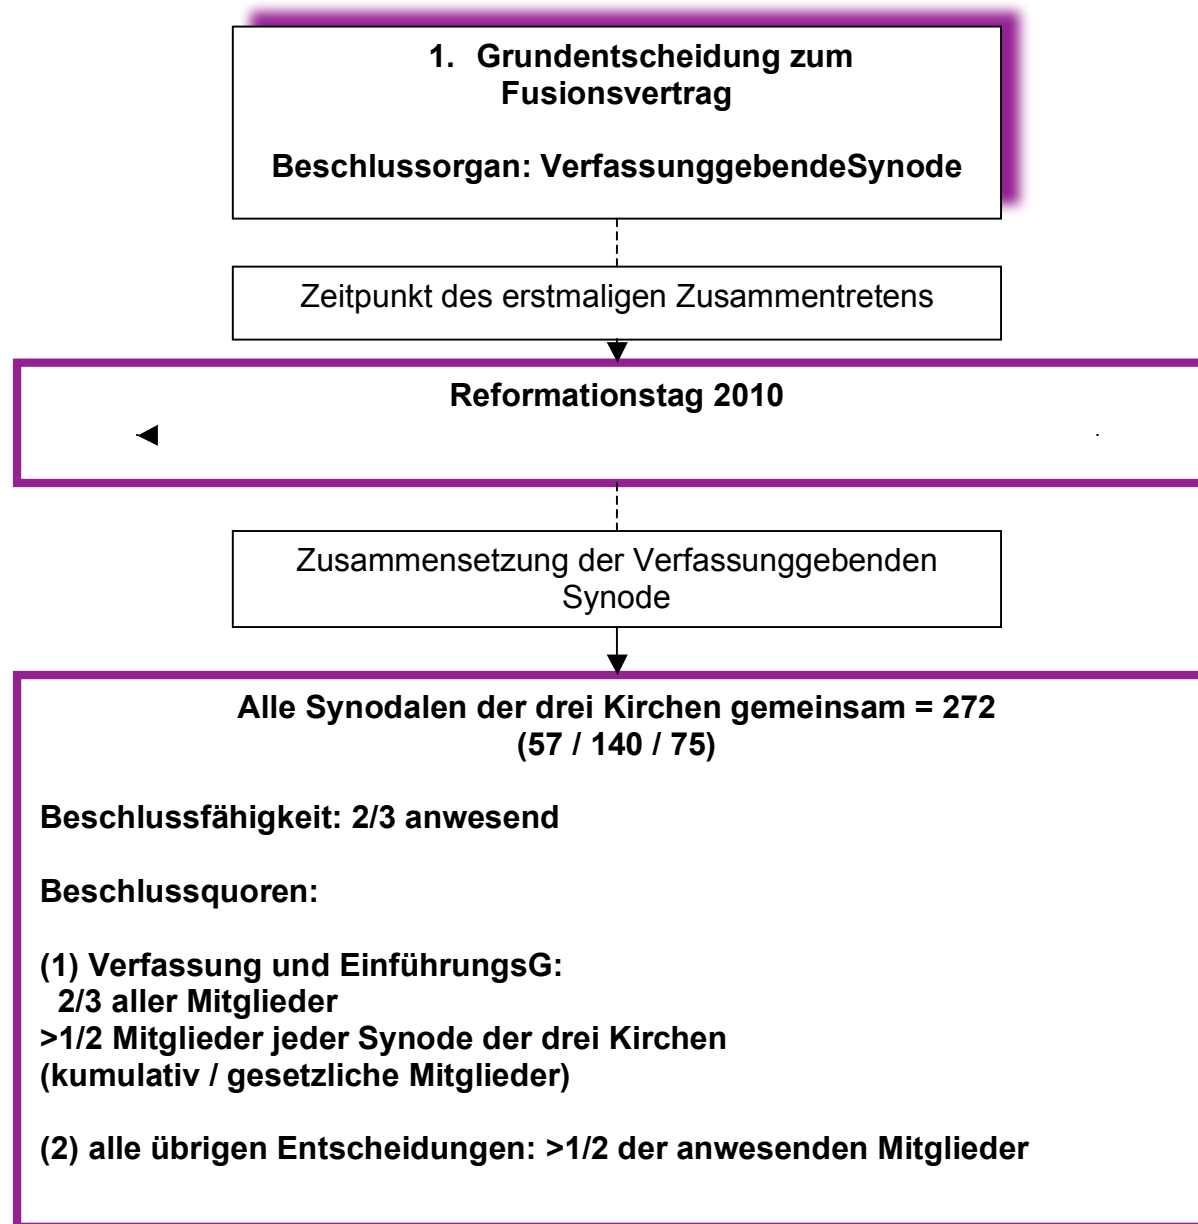 1. Grundentscheidung zum
Fusionsvertrag
Beschlussorgan: VerfassunggebendeSynode
Zeitpunkt des erstmaligen Zusammentretens
Reformationstag 2010
Zusammensetzung der Verfassunggebenden
Synode
Alle Synodalen der drei Kirchen gemeinsam = 272
(57 / 140 / 75)
Beschlussfähigkeit: 2/3 anwesend
Beschlussquoren:
(1) Verfassung und EinführungsG:
2/3 aller Mitglieder
>1/2 Mitglieder jeder Synode der drei Kirchen
(kumulativ / gesetzliche Mitglieder)
(2) alle übrigen Entscheidungen: >1/2 der anwesenden Mitglieder